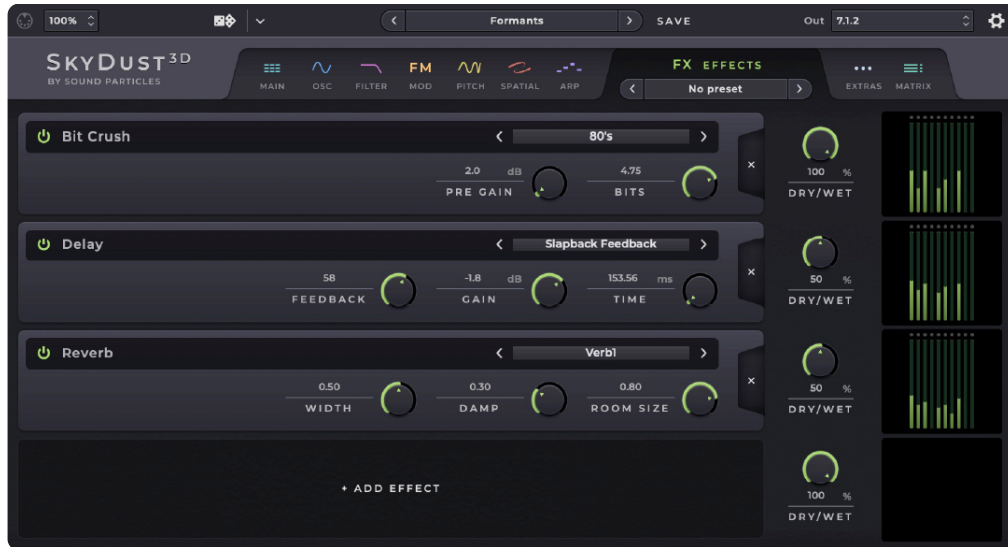 100%
Formants
SAVE
Out 7.1.2
SKYDUST3D
BY SOUND PARTICLES
MAIN
OSC
FILTER
FM
MOD
PITCH
SPATIAL
ARP
FX EFFECTS
No preset
EXTRAS
MATRIX
Bit Crush
80's
2.0 dB
PRE GAIN
4.75
BITS
×
100 %
DRY/WET
Delay
Slapback Feedback
58
FEEDBACK
-1.8 dB
GAIN
153.56 ms
TIME
×
50 %
DRY/WET
Reverb
Verb1
0.50
WIDTH
0.30
DAMP
0.80
ROOM SIZE
×
50 %
DRY/WET
+ ADD EFFECT
100 %
DRY/WET